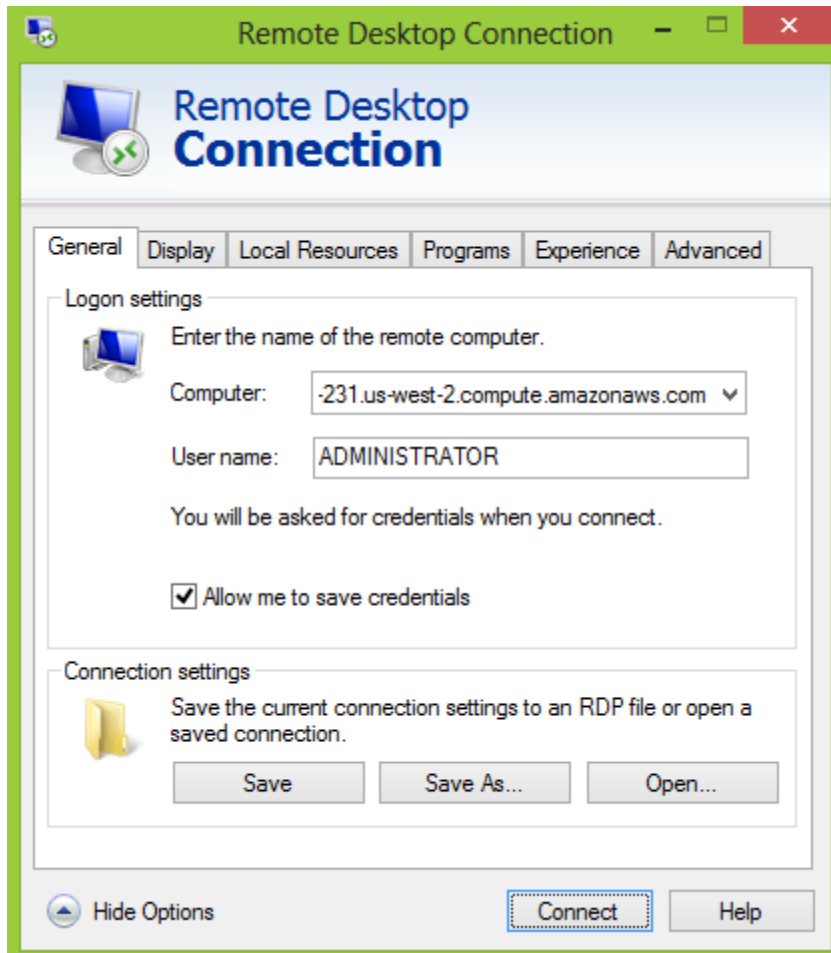 Remote Desktop Connection
Remote Desktop
Connection
General Display Local Resources Programs Experience Advanced
Logon settings
Enter the name of the remote computer.
Computer: -231.us-west-2.compute.amazonaws.com
User name: ADMINISTRATOR
You will be asked for credentials when you connect.
Allow me to save credentials
Connection settings
Save the current connection settings to an RDP file or open a
saved connection.
Save Save As... Open...
Hide Options Connect Help